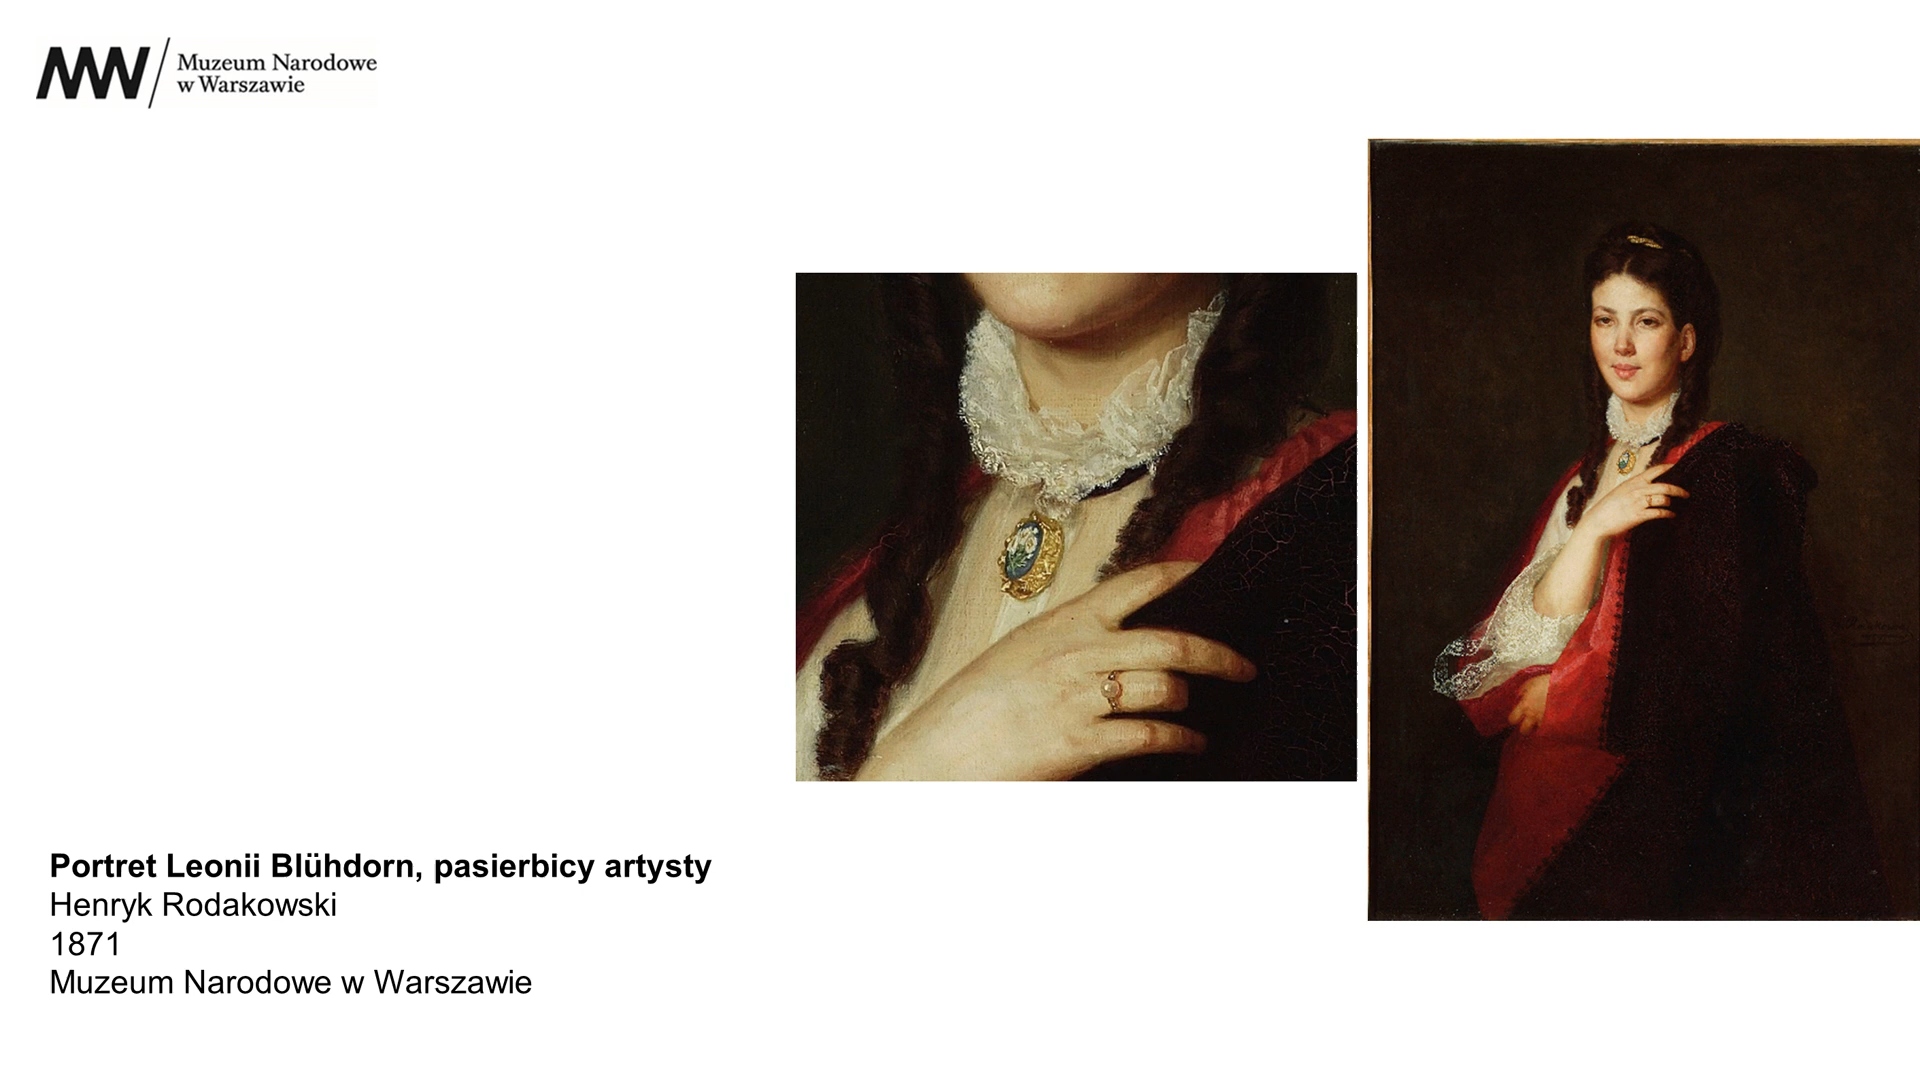 Muzeum Narodowe
w Warszawie
Portret Leonii Blühdorn, pasierbicy artysty
Henryk Rodakowski
1871
Muzeum Narodowe w Warszawie